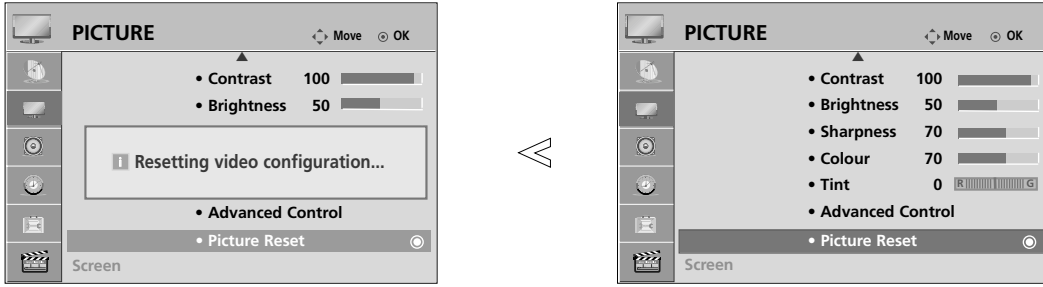 PICTURE
Move OK
• Contrast 100
• Brightness 50
i Resetting video configuration...
• Advanced Control
• Picture Reset
Screen
PICTURE
Move OK
• Contrast 100
• Brightness 50
• Sharpness 70
• Colour 70
• Tint 0 R G
• Advanced Control
• Picture Reset
Screen